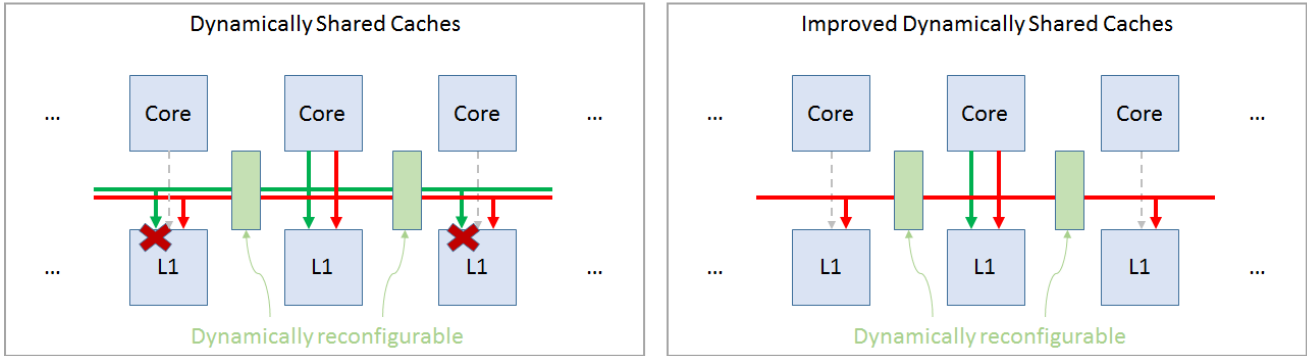 Dynamically Shared Caches
... Core Core Core ...
... L1 L1 L1 ...
Dynamically reconfigurable
Improved Dynamically Shared Caches
... Core Core Core ...
... L1 L1 L1 ...
Dynamically reconfigurable